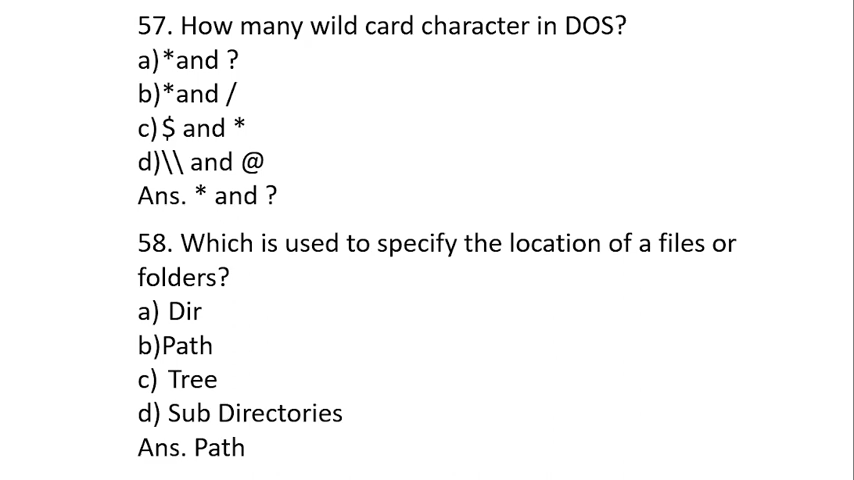 57. How many wild card character in DOS?
a)*and ?
b)*and /
c)$ and *
d)\\ and @
Ans. * and ?
58. Which is used to specify the location of a files or
folders?
a) Dir
b)Path
c) Tree
d) Sub Directories
Ans. Path